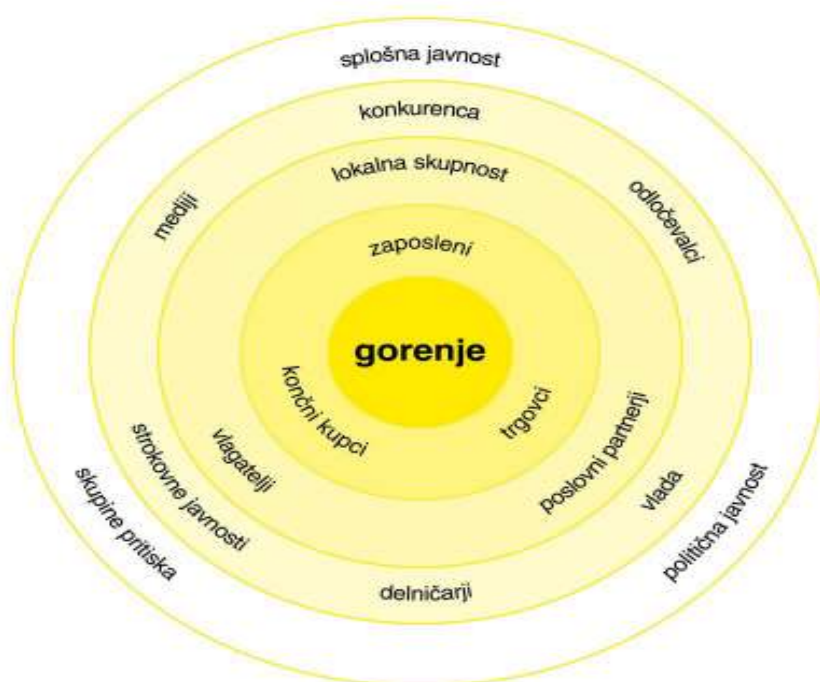 splošna javnost
konkurenca
lokalna skupnost
mediji
odločevalci
zaposleni
gorenje
končni kupci
trgovci
vlagatelji
poslovni partnerji
strokovne javnosti
vlada
skupine pritiska
politična javnost
delničarji